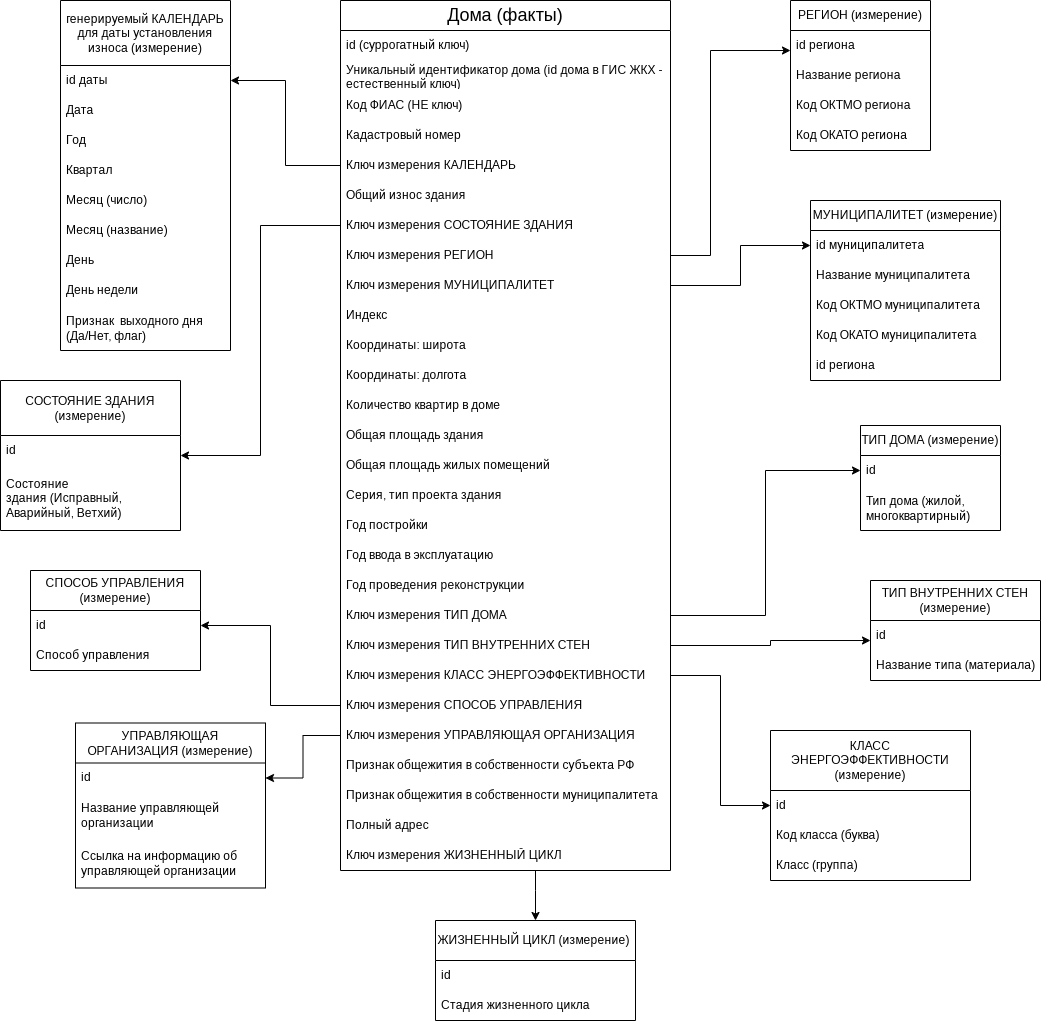 генерируемый КАЛЕНДАРЬ
для даты установления
износа (измерение)
id даты
Дата
Год
Квартал
Месяц (число)
Месяц (название)
День
День недели
Признак выходного дня
(Да/Нет, флаг)
СОСТОЯНИЕ ЗДАНИЯ
(измерение)
id
Состояние
здания (Исправный,
Аварийный, Ветхий)
СПОСОБ УПРАВЛЕНИЯ
(измерение)
id
Способ управления
УПРАВЛЯЮЩАЯ
ОРГАНИЗАЦИЯ (измерение)
id
Название управляющей
организации
Ссылка на информацию об
управляющей организации
Дома (факты)
id (суррогатный ключ)
Уникальный идентификатор дома (id дома в ГИС ЖКХ -
естественный ключ)
Код ФИАС (НЕ ключ)
Кадастровый номер
Ключ измерения КАЛЕНДАРЬ
Общий износ здания
Ключ измерения СОСТОЯНИЕ ЗДАНИЯ
Ключ измерения РЕГИОН
Ключ измерения МУНИЦИПАЛИТЕТ
Индекс
Координаты: широта
Координаты: долгота
Количество квартир в доме
Общая площадь здания
Общая площадь жилых помещений
Серия, тип проекта здания
Год постройки
Год ввода в эксплуатацию
Год проведения реконструкции
Ключ измерения ТИП ДОМА
Ключ измерения ТИП ВНУТРЕННИХ СТЕН
Ключ измерения КЛАСС ЭНЕРГОЭФФЕКТИВНОСТИ
Ключ измерения СПОСОБ УПРАВЛЕНИЯ
Ключ измерения УПРАВЛЯЮЩАЯ ОРГАНИЗАЦИЯ
Признак общежития в собственности субъекта РФ
Признак общежития в собственности муниципалитета
Полный адрес
Ключ измерения ЖИЗНЕННЫЙ ЦИКЛ
ЖИЗНЕННЫЙ ЦИКЛ (измерение)
id
Стадия жизненного цикла
РЕГИОН (измерение)
id региона
Название региона
Код ОКТМО региона
Код ОКАТО региона
МУНИЦИПАЛИТЕТ (измерение)
id муниципалитета
Название муниципалитета
Код ОКТМО муниципалитета
Код ОКАТО муниципалитета
id региона
ТИП ДОМА (измерение)
id
Тип дома (жилой,
многоквартирный)
ТИП ВНУТРЕННИХ СТЕН
(измерение)
id
Название типа (материала)
КЛАСС
ЭНЕРГОЭФФЕКТИВНОСТИ
(измерение)
id
Код класса (буква)
Класс (группа)